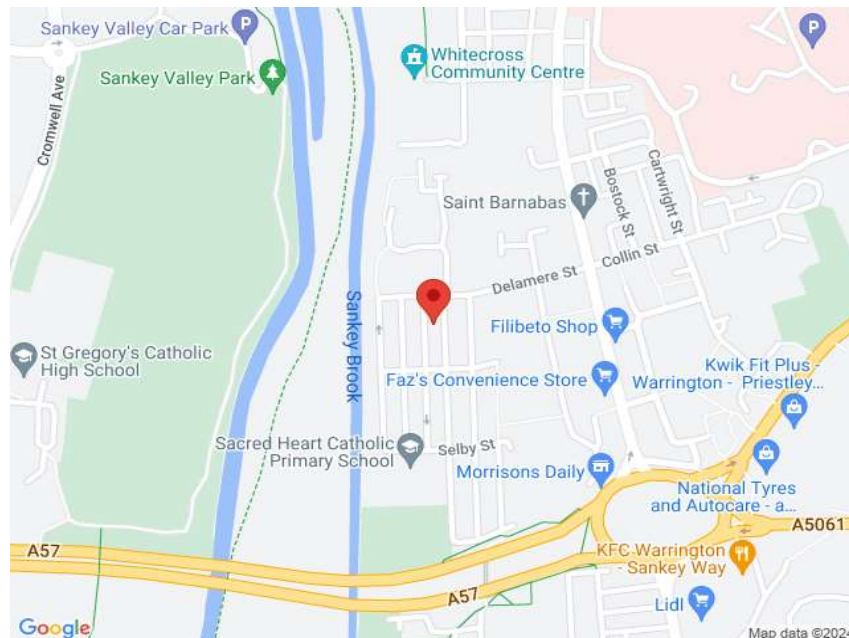 Sankey Valley Car Park
P
P
Cromwell Ave
Sankey Valley Park
Whitecross
Community Centre
Cartwright St
Bostock St
Saint Barnabas
Collin St
Delamere St
Sankey Brook
Filibeto Shop
St Gregory's Catholic
High School
Faz's Convenience Store
Kwik Fit Plus -
Warrington - Priestley...
Sacred Heart Catholic
Primary School
Selby St
Morrisons Daily
National Tyres
and Autocare - a...
A5061
A57
KFC Warrington
- Sankey Way
A57
Lidl
Google
Map data ©2024